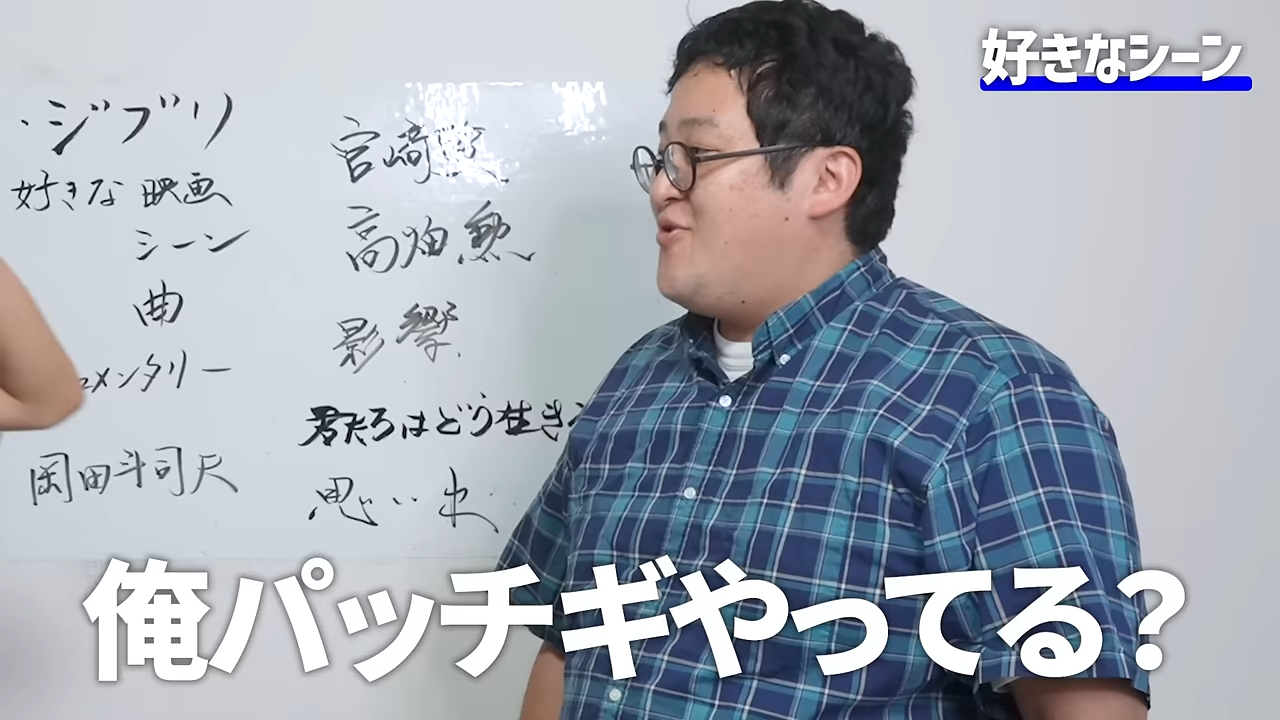 好きなシーン
・ジブリ
好きな映画
シーン
曲
ュメンタリー
岡田斗司夫
宮崎
高畑勲
影響
君たちはどう生き
思い出
俺パッチギやってる?